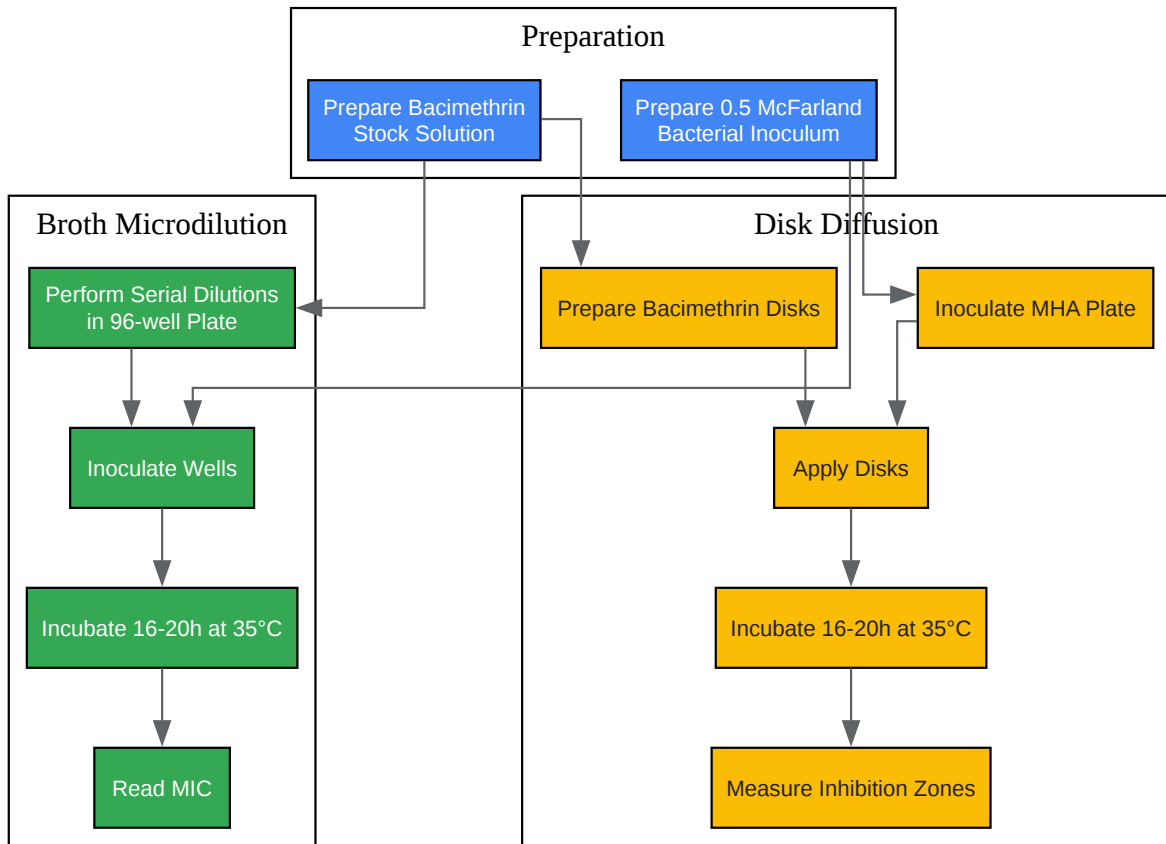 Preparation
Prepare Bacimethrin
Stock Solution
Prepare 0.5 McFarland
Bacterial Inoculum
Broth Microdilution
Perform Serial Dilutions
in 96-well Plate
Inoculate Wells
Incubate 16-20h at 35°C
Read MIC
Disk Diffusion
Prepare Bacimethrin Disks
Inoculate MHA Plate
Apply Disks
Incubate 16-20h at 35°C
Measure Inhibition Zones